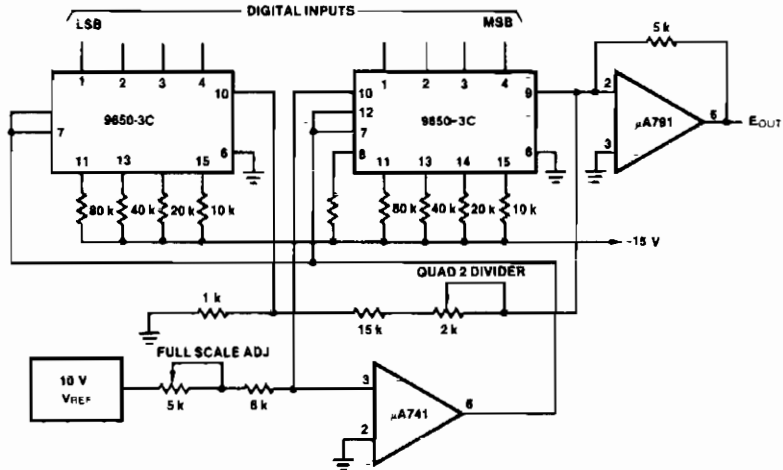 DIGITAL INPUTS
LSB
MSB
1 2 3 4
1 2 3 4
5 k
10
9650-3C
7
6
11 13 15
10
12
7
8
9850-3C
9
6
11 13 14 15
2
3
µA791
6
EOUT
80 k 40 k 20 k 10 k
80 k 40 k 20 k 10 k
-15 V
QUAD 2 DIVIDER
1 k
15 k
2 k
FULL SCALE ADJ
10 V
VREF
5 k
6 k
3
2
µA741
6